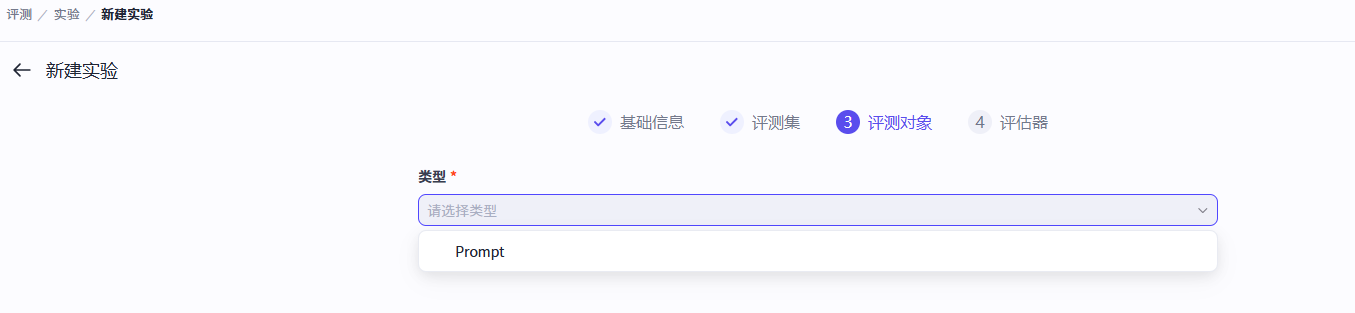 评测 / 实验 / 新建实验
新建实验
基础信息 评测集 3 评测对象 4 评估器
类型 *
请选择类型
Prompt